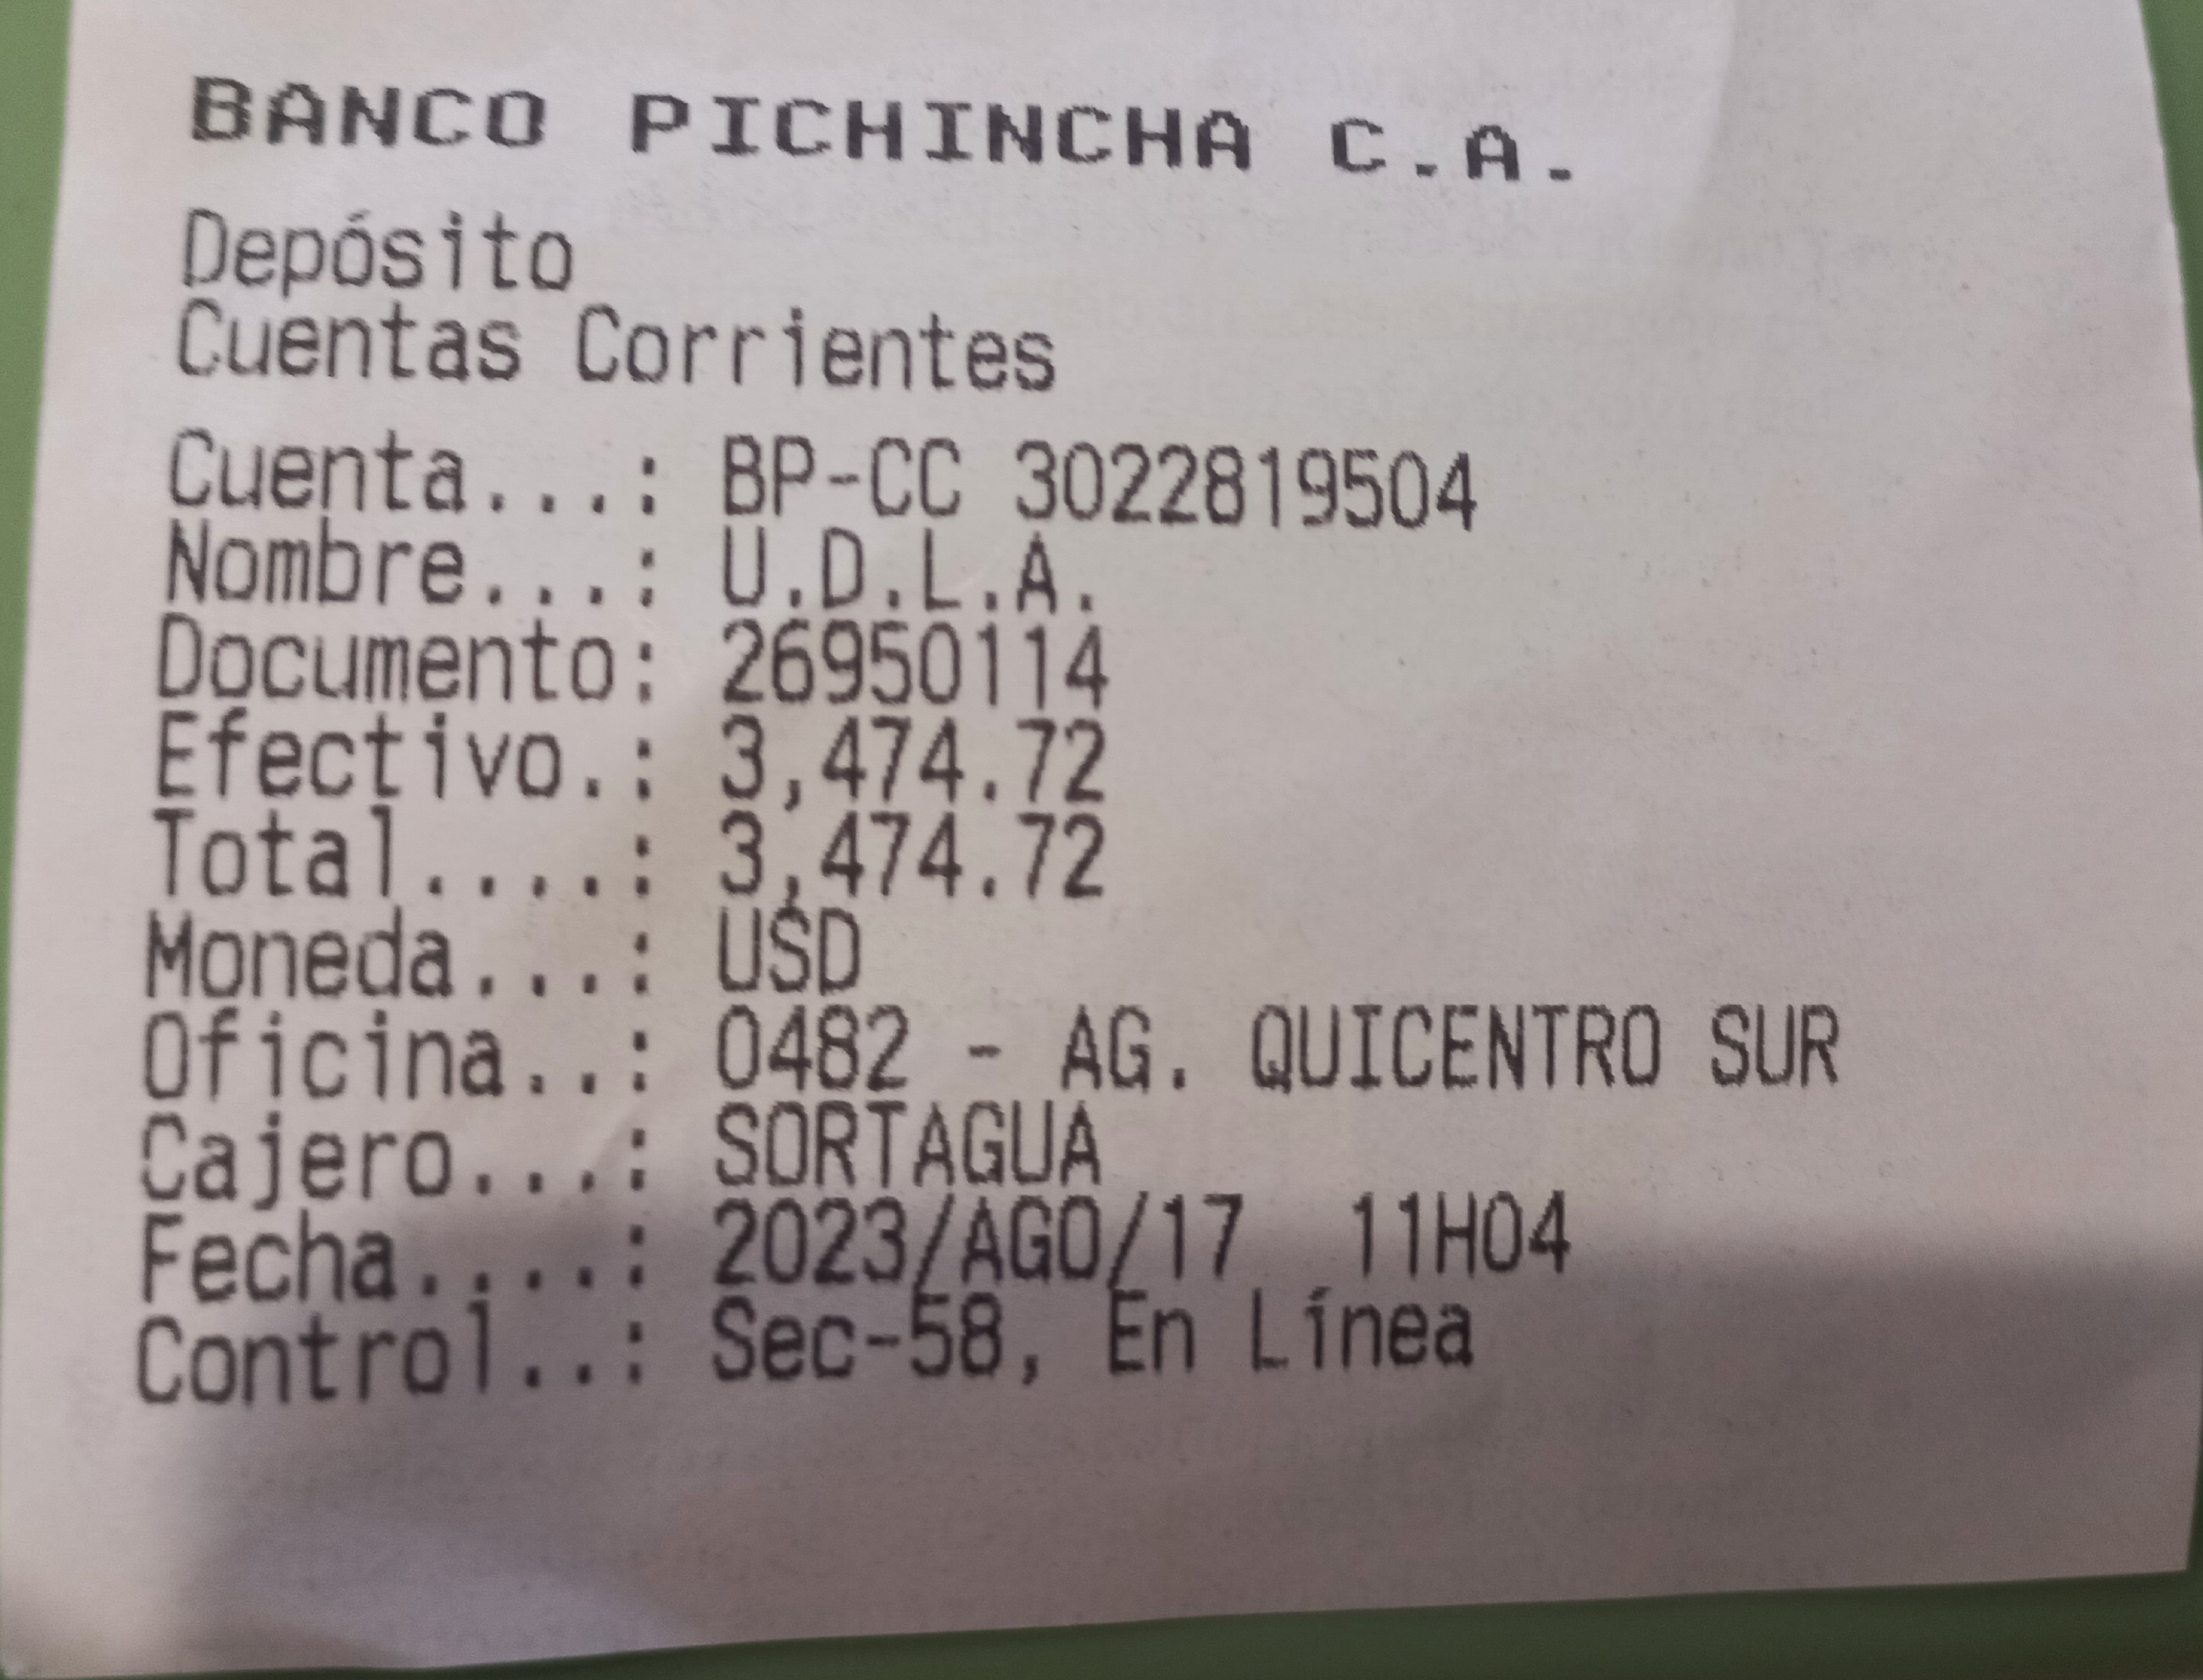 BANCO PICHINCHA C.A.
Depósito
Cuentas Corrientes
Cuenta...: BP-CC 3022819504
Nombre...: U.D.L.A.
Documento: 26950114
Efectivo.: 3,474.72
Total....: 3,474.72
Moneda...: USD
Oficina..: 0482 - AG. QUICENTRO SUR
Cajero...: SORTAGUA
Fecha....: 2023/AGO/17  11H04
Control..: Sec-58, En Línea